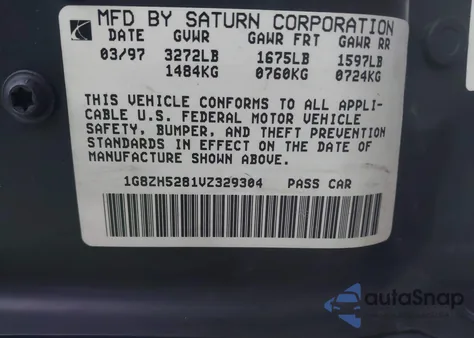 MFD BY SATURN CORPORATION
DATE GVWR GAWR FRT GAWR RR
03/97 3272LB 1675LB 1597LB
1484KG 0760KG 0724KG
THIS VEHICLE CONFORMS TO ALL APPLI-
CABLE U.S. FEDERAL MOTOR VEHICLE
SAFETY, BUMPER, AND THEFT PREVENTION
STANDARDS IN EFFECT ON THE DATE OF
MANUFACTURE SHOWN ABOVE.
1G8ZH5281VZ329304 PASS CAR
autoSnap